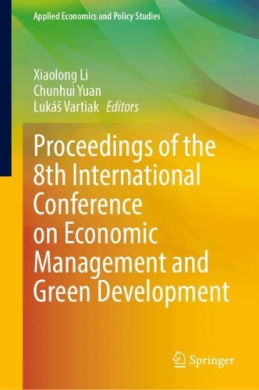 Applied Economics and Policy Studies
Xiaolong Li
Chunhui Yuan
Lukáš Vartiak Editors
Proceedings of the
8th International
Conference
on Economic
Management and
Green Development
Springer